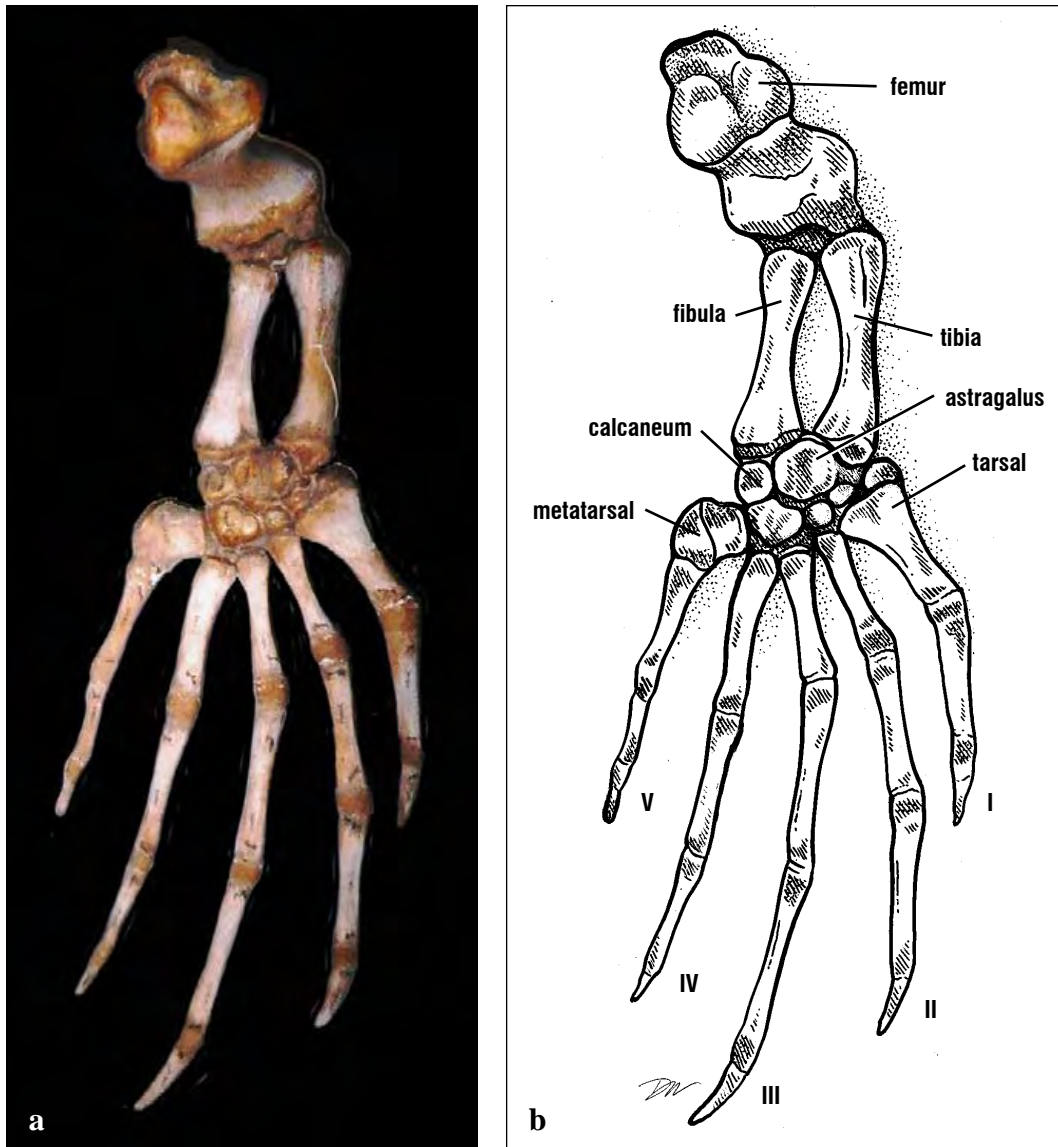 femur
fibula
tibia
astragalus
calcaneum
tarsal
metatarsal
V
I
IV
II
III
a
b